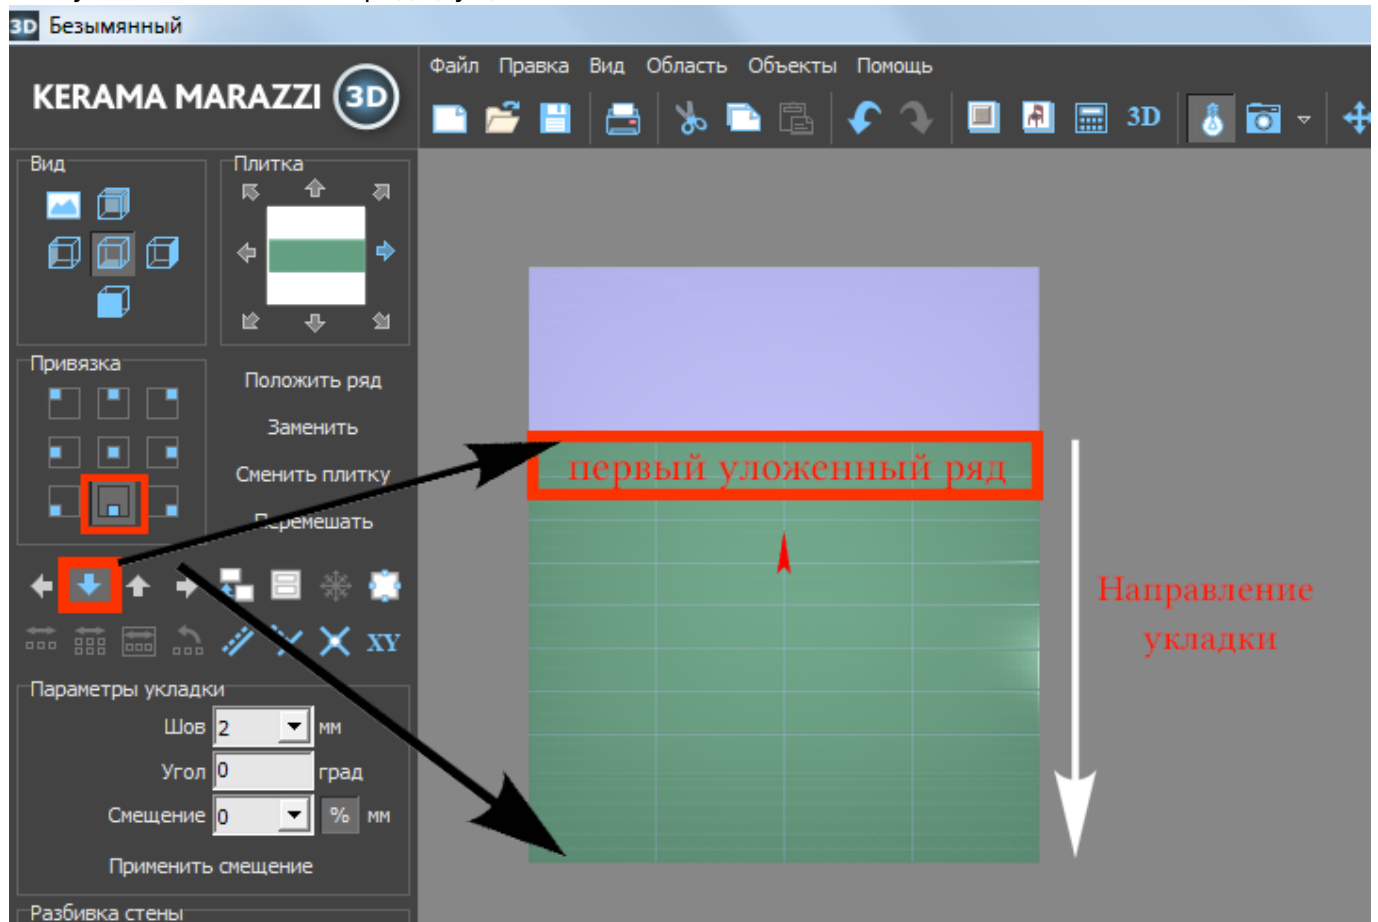 3D Безымянный
KERAMA MARAZZI 3D
Файл Правка Вид Область Объекты Помощь
3D
Вид
Плитка
Привязка
Положить ряд
Заменить
Сменить плитку
Перемешать
XY
Параметры укладки
Шов 2 мм
Угол 0 град
Смещение 0 % мм
Применить смещение
Разбивка стены
первый уложенный ряд
Направление
укладки